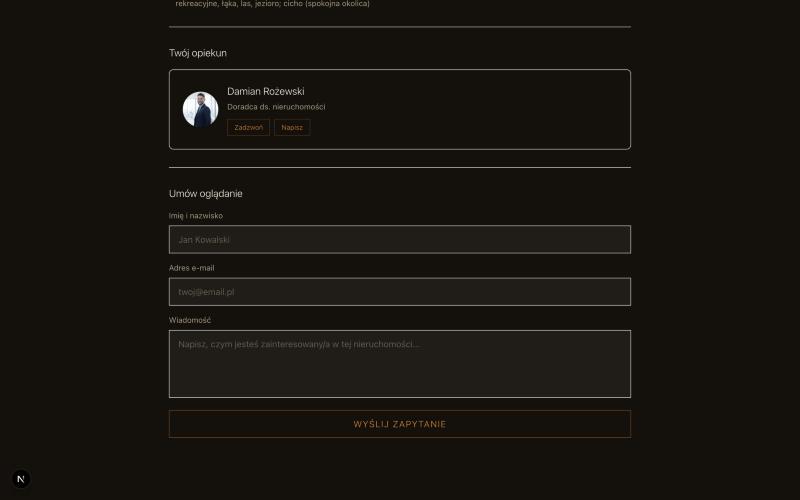 rekreacyjne, łąka, las, jezioro; cicho (spokojna okolica)
Twój opiekun
Damian Rożewski
Doradca ds. nieruchomości
Zadzwoń Napisz
Umów oglądanie
Imię i nazwisko
Jan Kowalski
Adres e-mail
twoj@email.pl
Wiadomość
Napisz, czym jesteś zainteresowany/a w tej nieruchomości...
WYŚLIJ ZAPYTANIE
N